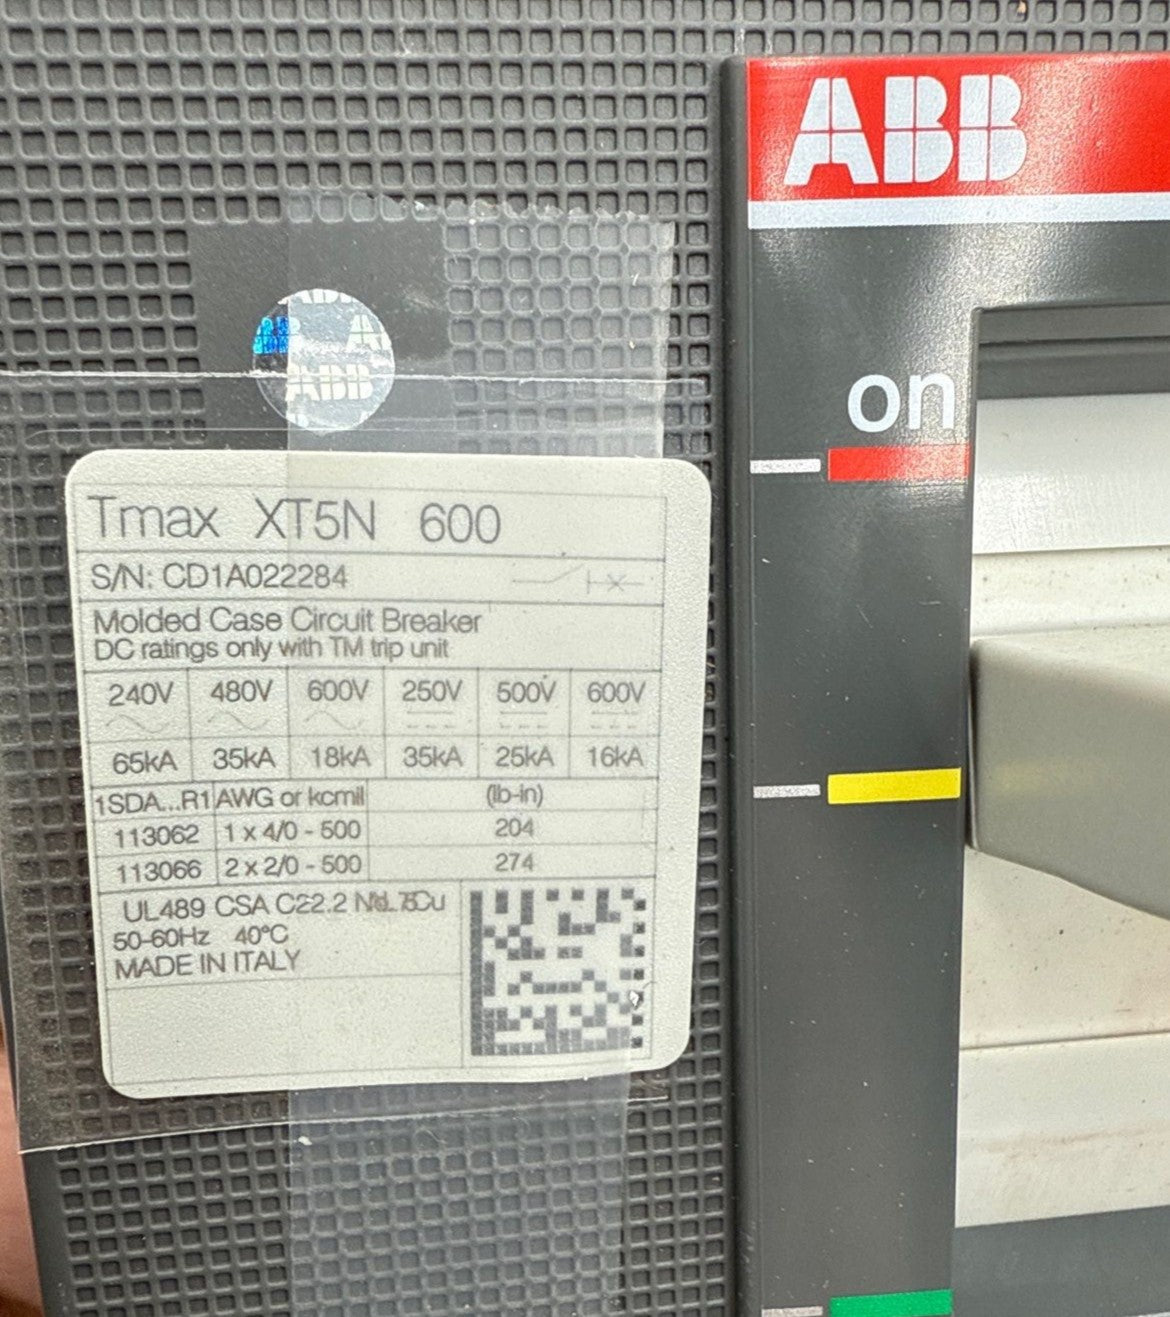 ABB
on
ABB
Tmax XT5N 600
S/N: CD1A022284
Molded Case Circuit Breaker
DC ratings only with TM trip unit
240V 480V 600V 250V 500V 600V
65kA 35kA 18kA 35kA 25kA 16kA
1SDA...R1 AWG or kcmil (lb-in)
113062 1 x 4/0 - 500 204
113066 2 x 2/0 - 500 274
UL489 CSA C22.2
50-60Hz 40°C
MADE IN ITALY